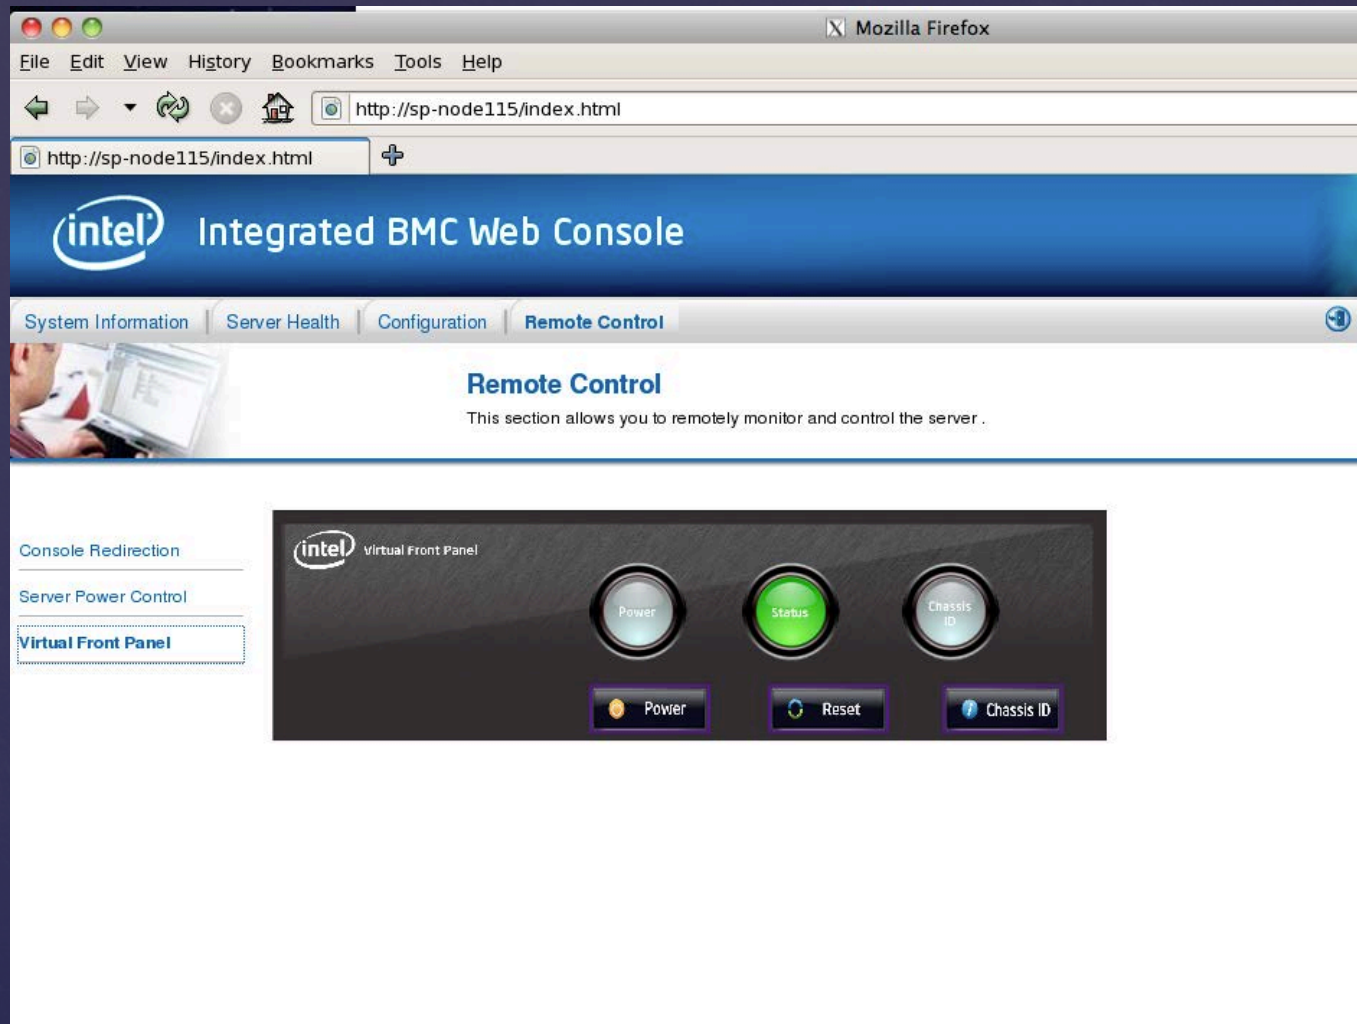 Mozilla Firefox
File Edit View History Bookmarks Tools Help
http://sp-node115/index.html
http://sp-node115/index.html
intel Integrated BMC Web Console
System Information Server Health Configuration Remote Control
Remote Control
This section allows you to remotely monitor and control the server .
Console Redirection
Server Power Control
Virtual Front Panel
intel Virtual Front Panel
Power Status Chassis ID
Power Reset Chassis ID